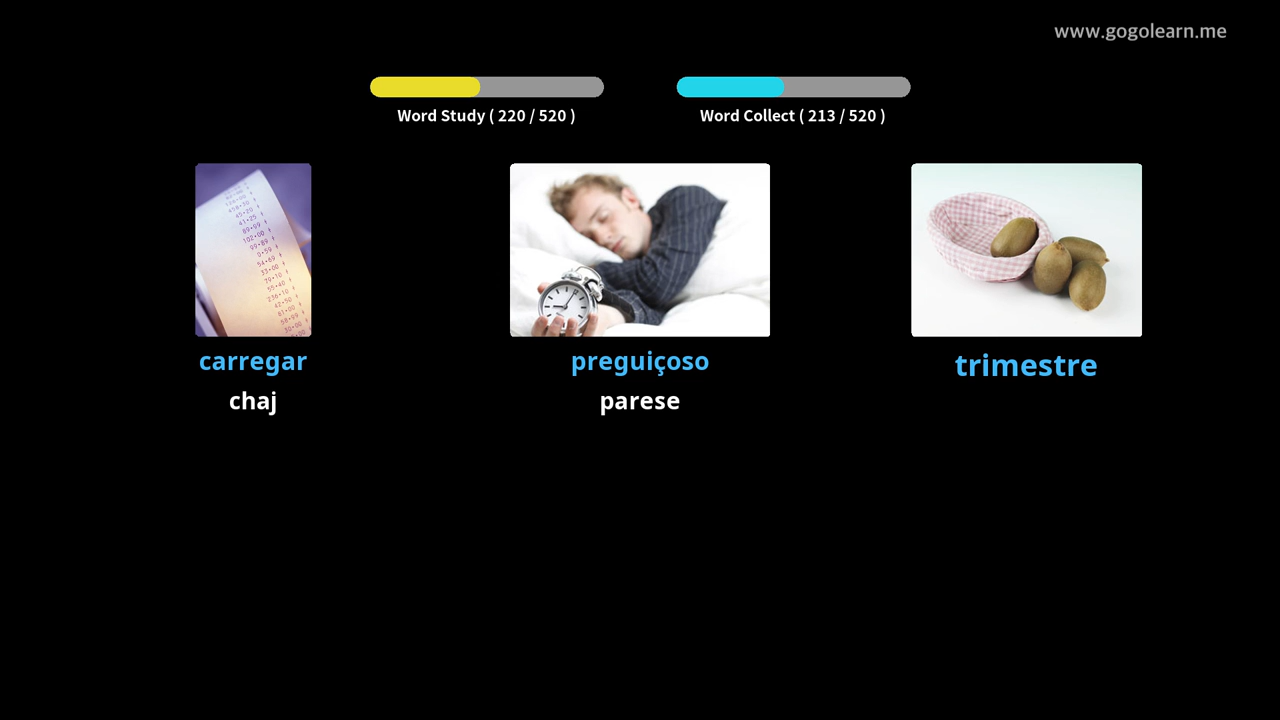 www.gogolearn.me
Word Study ( 220 / 520 )
Word Collect ( 213 / 520 )
carregar
chaj
preguiçoso
parese
trimestre